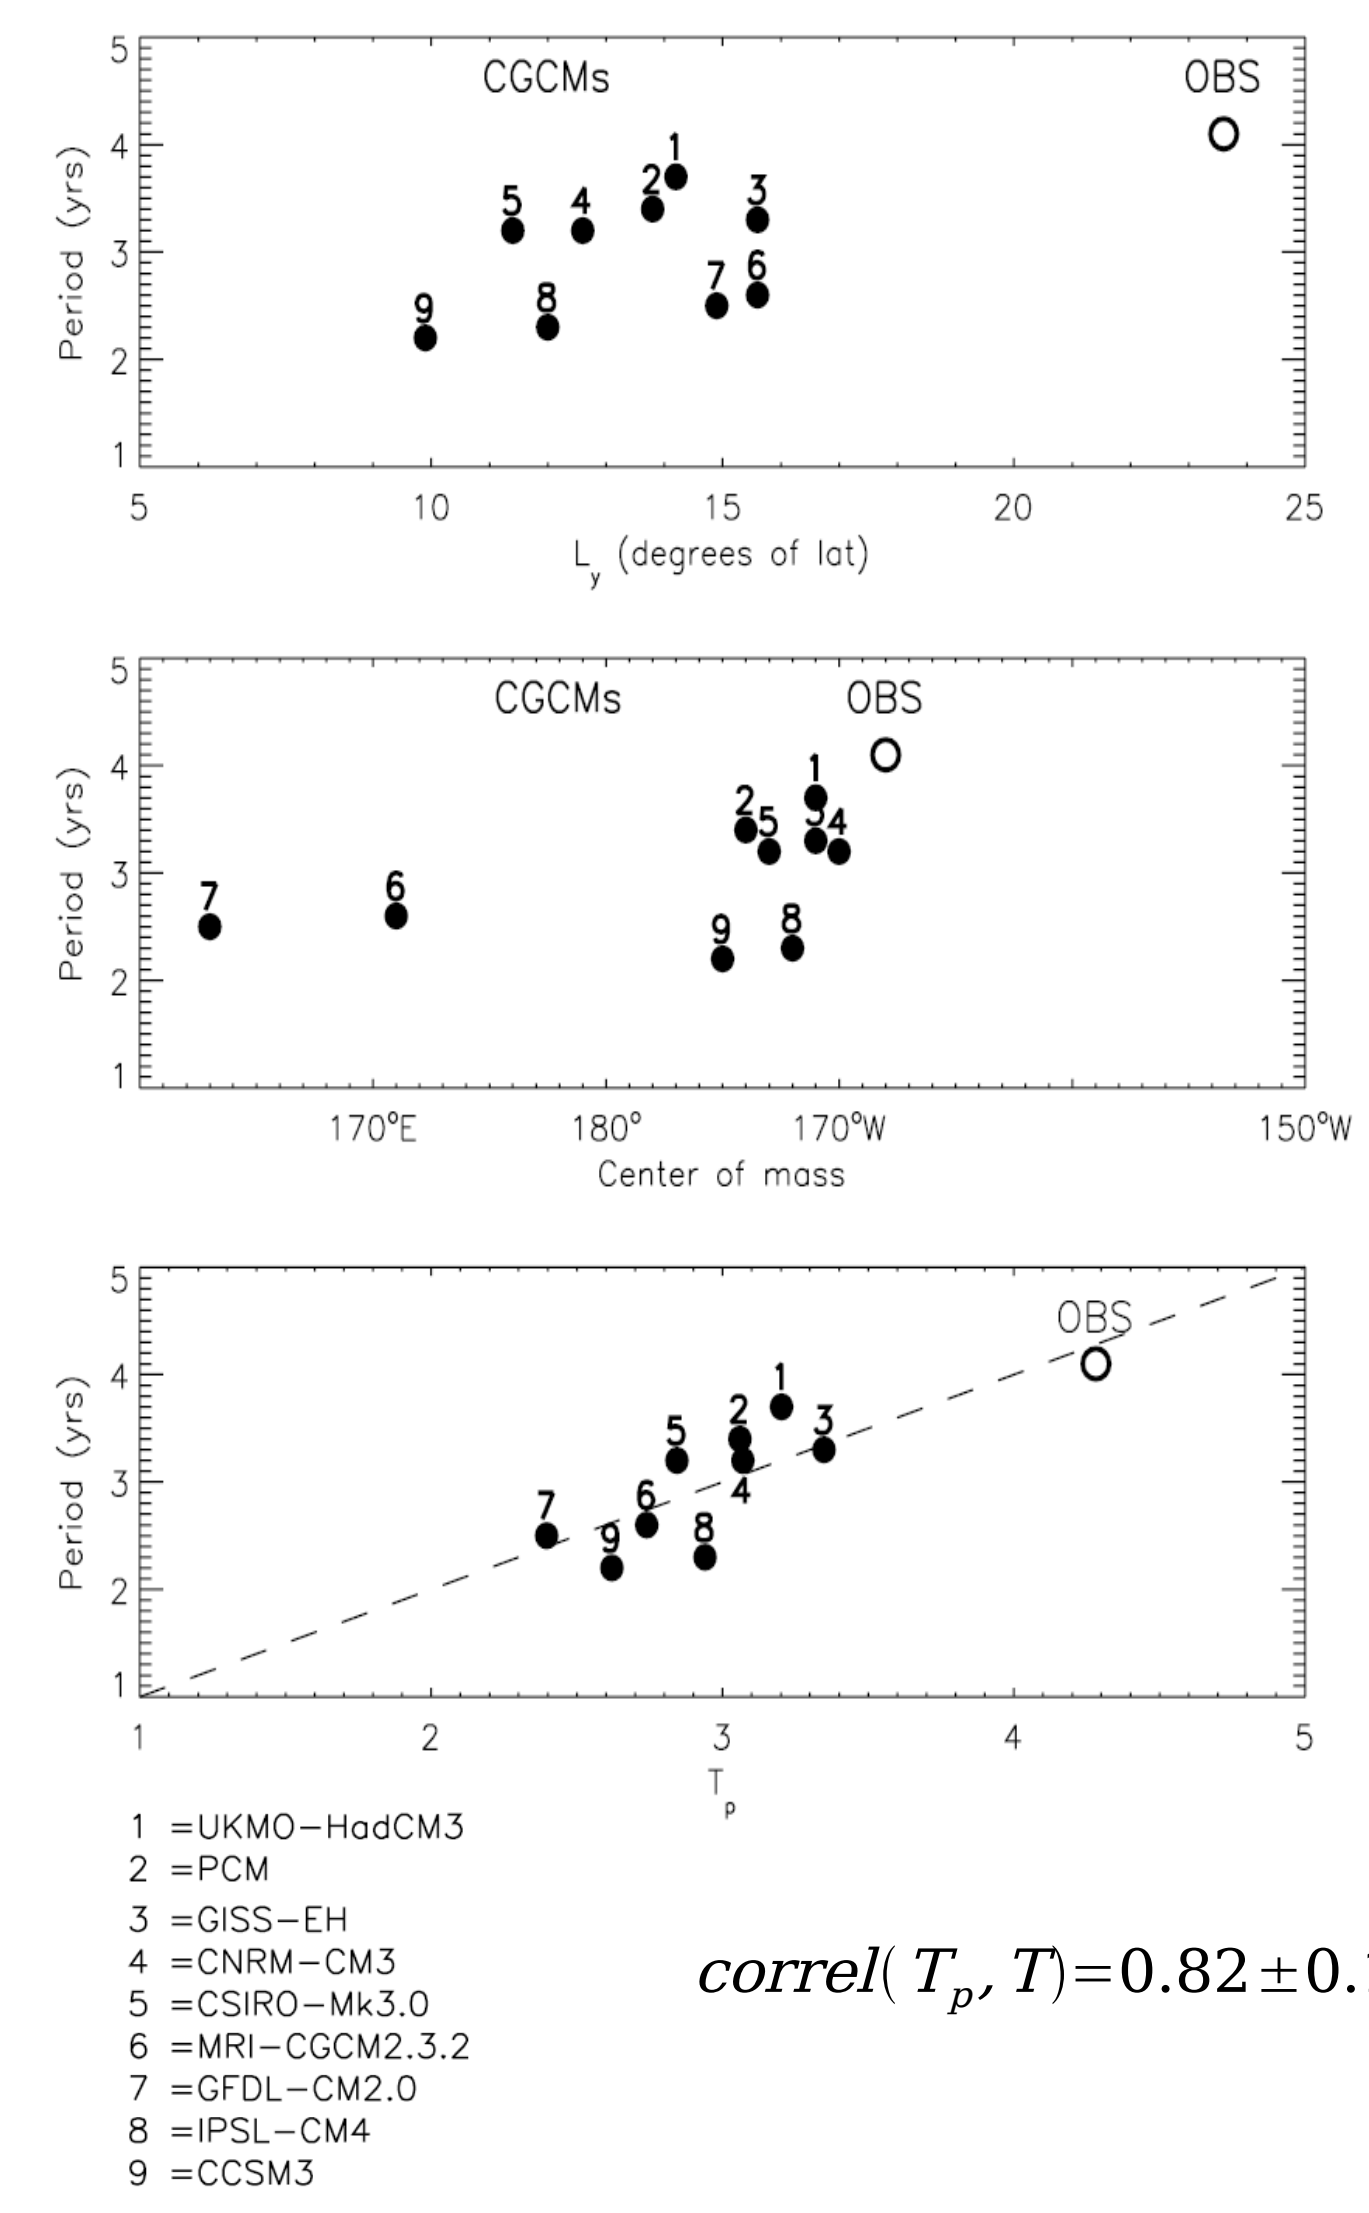 CGCMs OBS
5
4
3
2
1
Period (yrs)
1
2
3
4
5
6
7
8
9
5 10 15 20 25
L_y (degrees of lat)
CGCMs OBS
5
4
3
2
1
Period (yrs)
1
2
3
4
5
6
7
8
9
170°E 180° 170°W 150°W
Center of mass
OBS
5
4
3
2
1
Period (yrs)
1
2
3
4
5
6
7
8
9
1 2 3 4 5
T_p
1 =UKMO-HadCM3
2 =PCM
3 =GISS-EH
4 =CNRM-CM3
5 =CSIRO-Mk3.0
6 =MRI-CGCM2.3.2
7 =GFDL-CM2.0
8 =IPSL-CM4
9 =CCSM3
correl( T_p, T)=0.82±0.